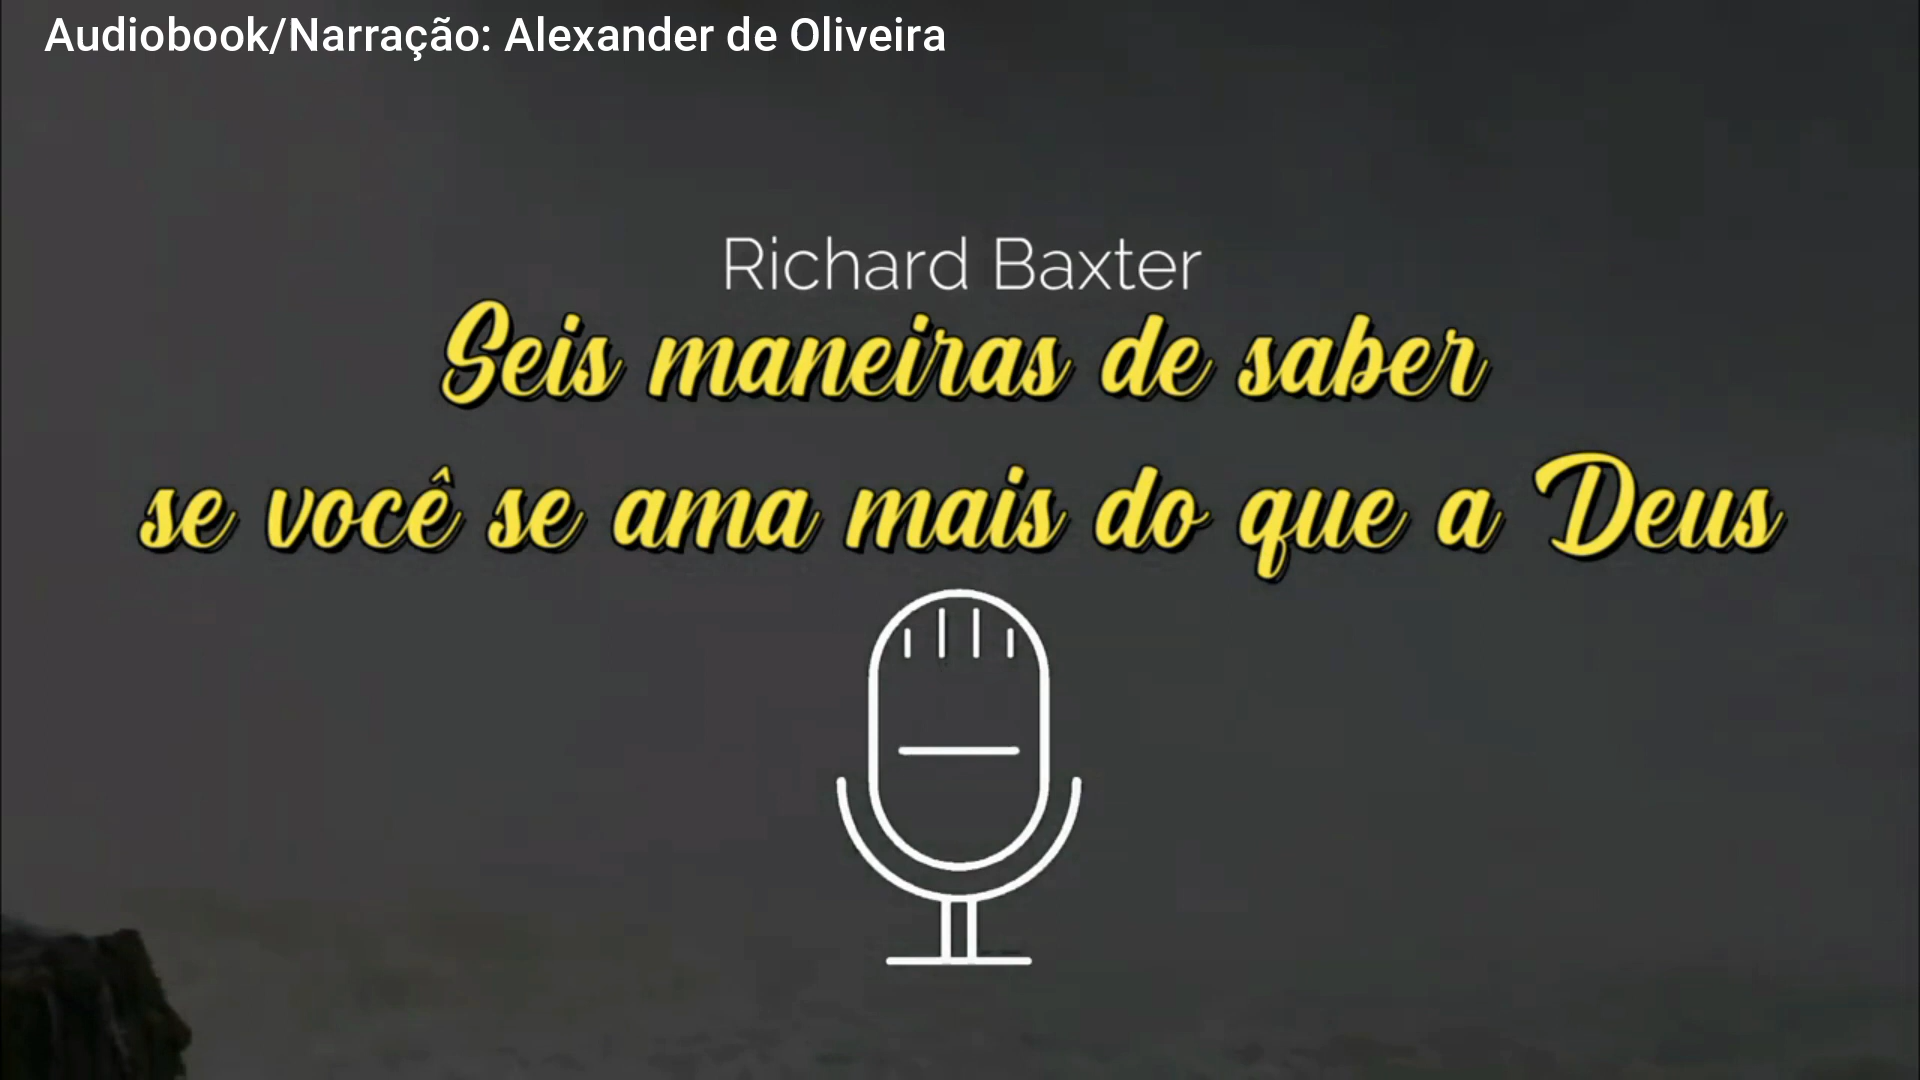 Audiobook/Narração: Alexander de Oliveira
Richard Baxter
Seis maneiras de saber
se você se ama mais do que a Deus